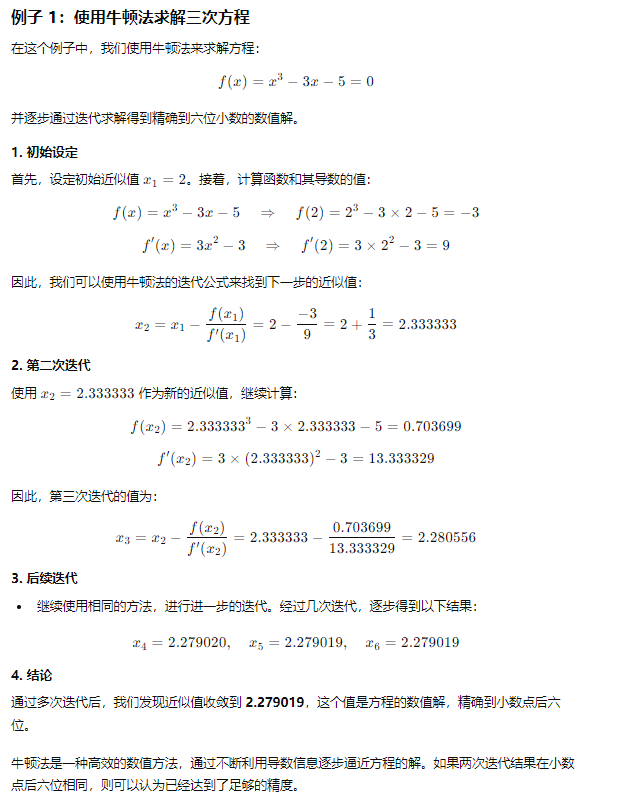 例子 1：使用牛顿法求解三次方程
在这个例子中，我们使用牛顿法来求解方程：
f(x) = x³ − 3x − 5 = 0
并逐步通过迭代求解得到精确到六位小数的数值解。
1. 初始设定
首先，设定初始近似值 x₁ = 2。接着，计算函数和其导数的值：
f(x) = x³ − 3x − 5 ⇒ f(2) = 2³ − 3 × 2 − 5 = −3
f′(x) = 3x² − 3 ⇒ f′(2) = 3 × 2² − 3 = 9
因此，我们可以使用牛顿法的迭代公式来找到下一步的近似值：
x₂ = x₁ − f(x₁)/f′(x₁) = 2 − −3/9 = 2 + 1/3 = 2.333333
2. 第二次迭代
使用 x₂ = 2.333333 作为新的近似值，继续计算：
f(x₂) = 2.333333³ − 3 × 2.333333 − 5 = 0.703699
f′(x₂) = 3 × (2.333333)² − 3 = 13.333329
因此，第三次迭代的值为：
x₃ = x₂ − f(x₂)/f′(x₂) = 2.333333 − 0.703699/13.333329 = 2.280556
3. 后续迭代
• 继续使用相同的方法，进行进一步的迭代。经过几次迭代，逐步得到以下结果：
x₄ = 2.279020, x₅ = 2.279019, x₆ = 2.279019
4. 结论
通过多次迭代后，我们发现近似值收敛到 2.279019，这个值是方程的数值解，精确到小数点后六
位。
牛顿法是一种高效的数值方法，通过不断利用导数信息逐步逼近方程的解。如果两次迭代结果在小数
点后六位相同，则可以认为已经达到了足够的精度。